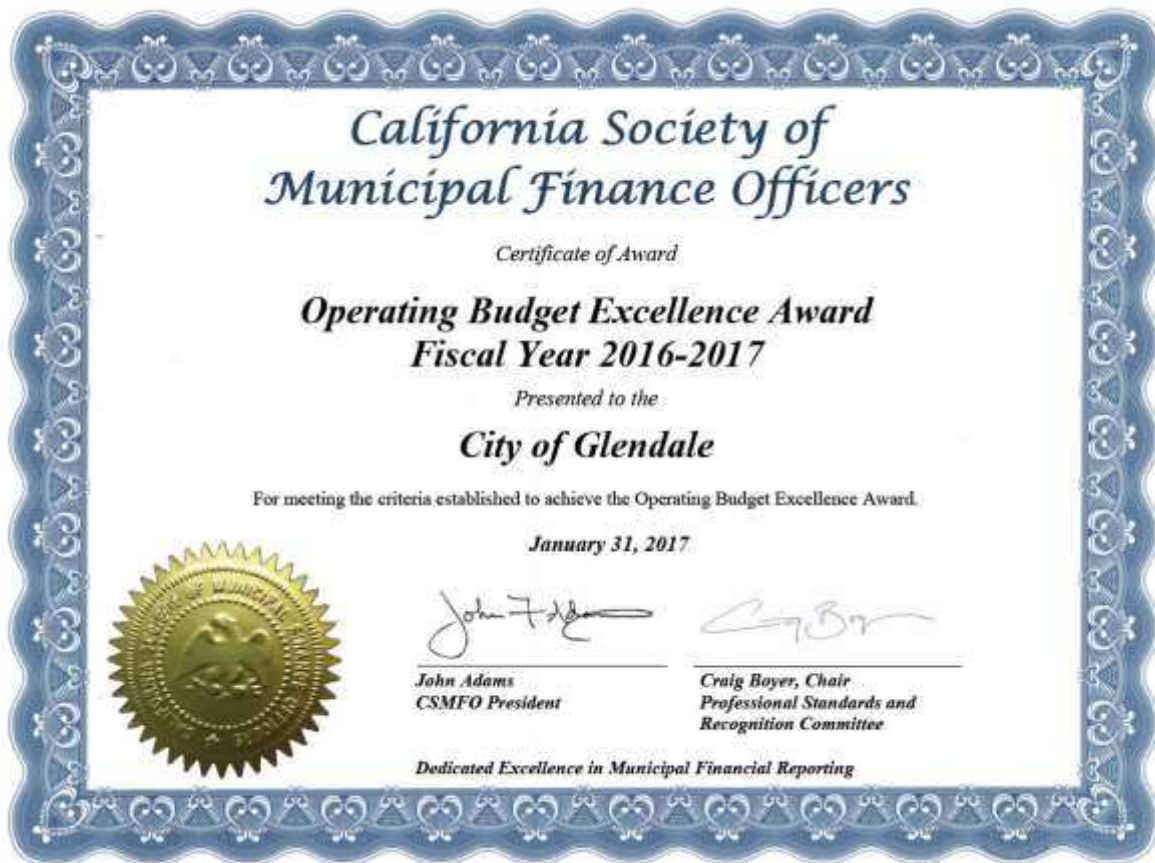 California Society of
Municipal Finance Officers
Certificate of Award
Operating Budget Excellence Award
Fiscal Year 2016-2017
Presented to the
City of Glendale
For meeting the criteria established to achieve the Operating Budget Excellence Award.
January 31, 2017
John Adams
CSMFO President
Craig Boyer, Chair
Professional Standards and
Recognition Committee
Dedicated Excellence in Municipal Financial Reporting